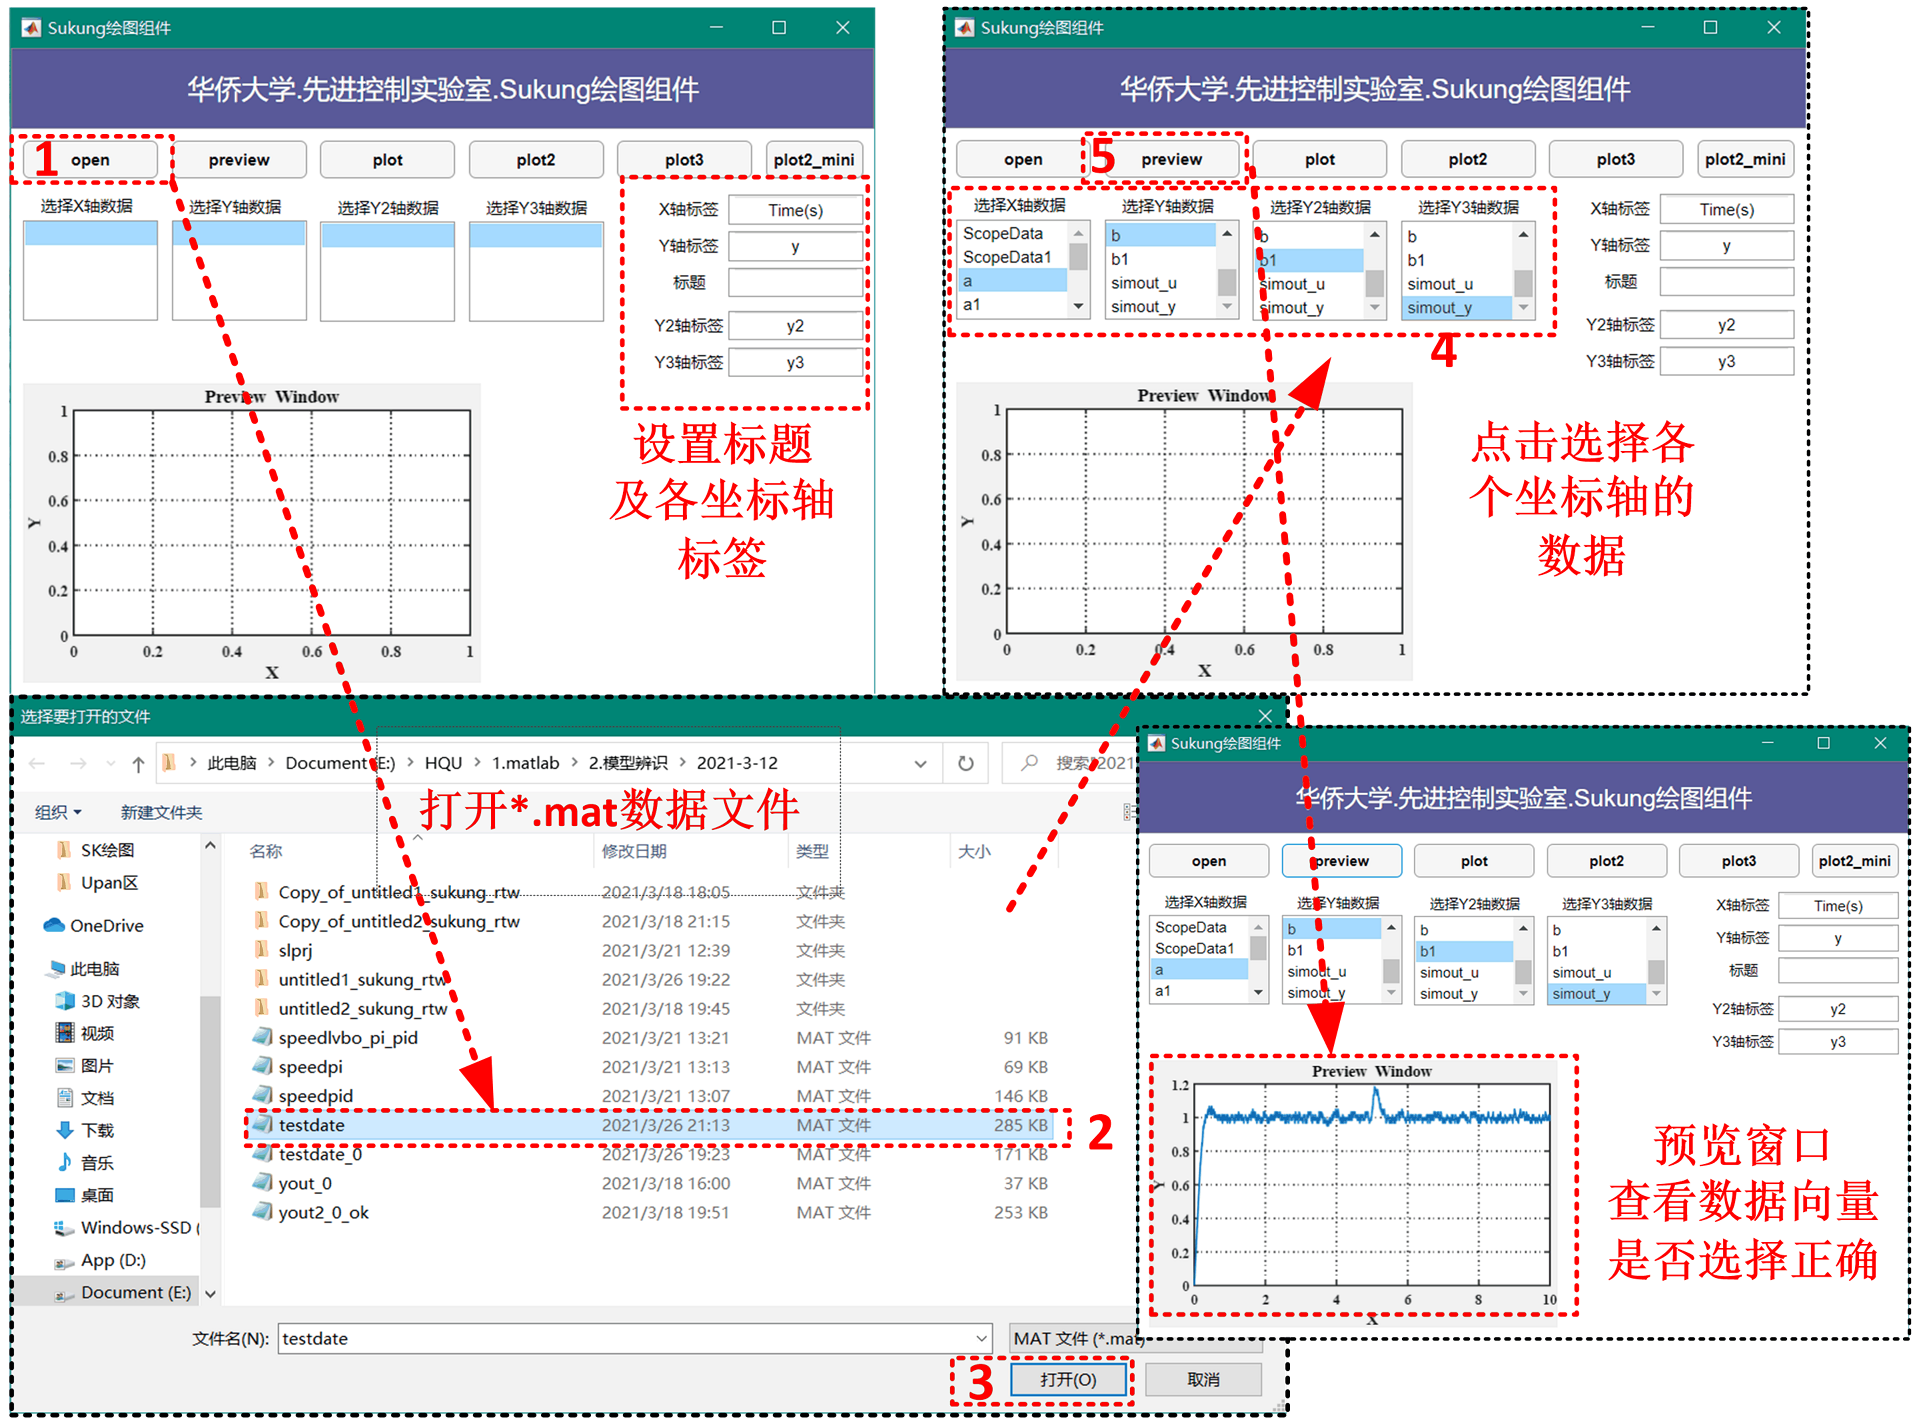 Sukung绘图组件
华侨大学.先进控制实验室.Sukung绘图组件
1 open preview plot plot2 plot3 plot2_mini
选择X轴数据 选择Y轴数据 选择Y2轴数据 选择Y3轴数据
X轴标签 Time(s)
Y轴标签 y
标题
Y2轴标签 y2
Y3轴标签 y3
设置标题
及各坐标轴
标签
Preview Window
1
0.8
0.6
0.4
0.2
0
Y
0 0.2 0.4 0.6 0.8 1
X
Sukung绘图组件
华侨大学.先进控制实验室.Sukung绘图组件
open 5 preview plot plot2 plot3 plot2_mini
选择X轴数据 选择Y轴数据 选择Y2轴数据 选择Y3轴数据
ScopeData b b b
ScopeData1 b1 b1 b1
a simout_u simout_u simout_u
a1 simout_y simout_y simout_y
X轴标签 Time(s)
Y轴标签 y
标题
Y2轴标签 y2
Y3轴标签 y3
4
点击选择各
个坐标轴的
数据
Preview Window
1
0.8
0.6
0.4
0.2
0
Y
0 0.2 0.4 0.6 0.8 1
X
选择要打开的文件
此电脑 Document (E:) HQU 1.matlab 2.模型辨识 2021-3-12
搜索"2021
组织 新建文件夹
打开*.mat数据文件
SK绘图
Upan区
OneDrive
此电脑
3D 对象
视频
图片
文档
下载
音乐
桌面
Windows-SSD (
App (D:)
Document (E:)
名称 修改日期 类型 大小
Copy_of_untitled1_sukung_rtw 2021/3/18 18:05 文件夹
Copy_of_untitled2_sukung_rtw 2021/3/18 21:15 文件夹
slprj 2021/3/21 12:39 文件夹
untitled1_sukung_rtw 2021/3/26 19:22 文件夹
untitled2_sukung_rtw 2021/3/18 19:45 文件夹
speedlvbo_pi_pid 2021/3/21 13:21 MAT 文件 91 KB
speedpi 2021/3/21 13:13 MAT 文件 69 KB
speedpid 2021/3/21 13:07 MAT 文件 146 KB
testdate 2021/3/26 21:13 MAT 文件 285 KB 2
testdate_0 2021/3/26 19:23 MAT 文件 171 KB
yout_0 2021/3/18 16:00 MAT 文件 37 KB
yout2_0_ok 2021/3/18 19:51 MAT 文件 253 KB
文件名(N): testdate MAT 文件 (*.mat)
3 打开(O) 取消
Sukung绘图组件
华侨大学.先进控制实验室.Sukung绘图组件
open preview plot plot2 plot3 plot2_mini
选择X轴数据 选择Y轴数据 选择Y2轴数据 选择Y3轴数据
ScopeData b b b
ScopeData1 b1 b1 b1
a simout_u simout_u simout_u
a1 simout_y simout_y simout_y
X轴标签 Time(s)
Y轴标签 y
标题
Y2轴标签 y2
Y3轴标签 y3
Preview Window
1.2
1
0.8
0.6
0.4
0.2
0
Y
0 2 4 6 8 10
X
预览窗口
查看数据向量
是否选择正确